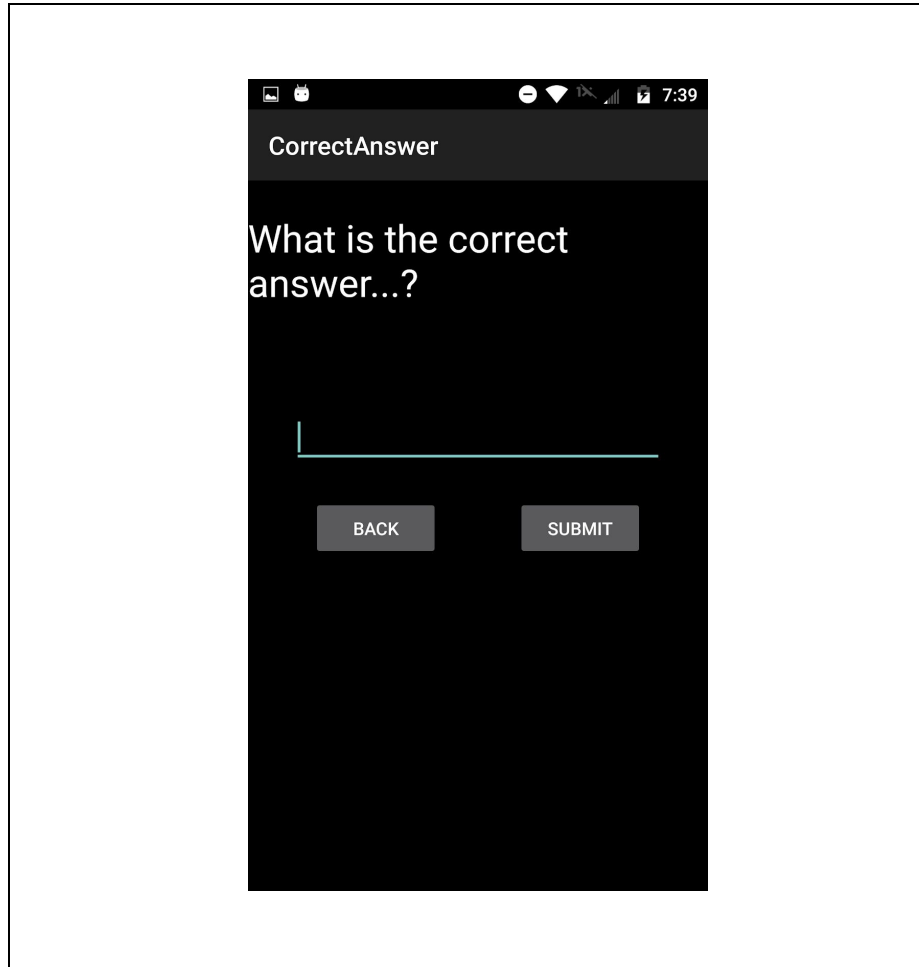 7:39
CorrectAnswer
What is the correct
answer...?
BACK SUBMIT